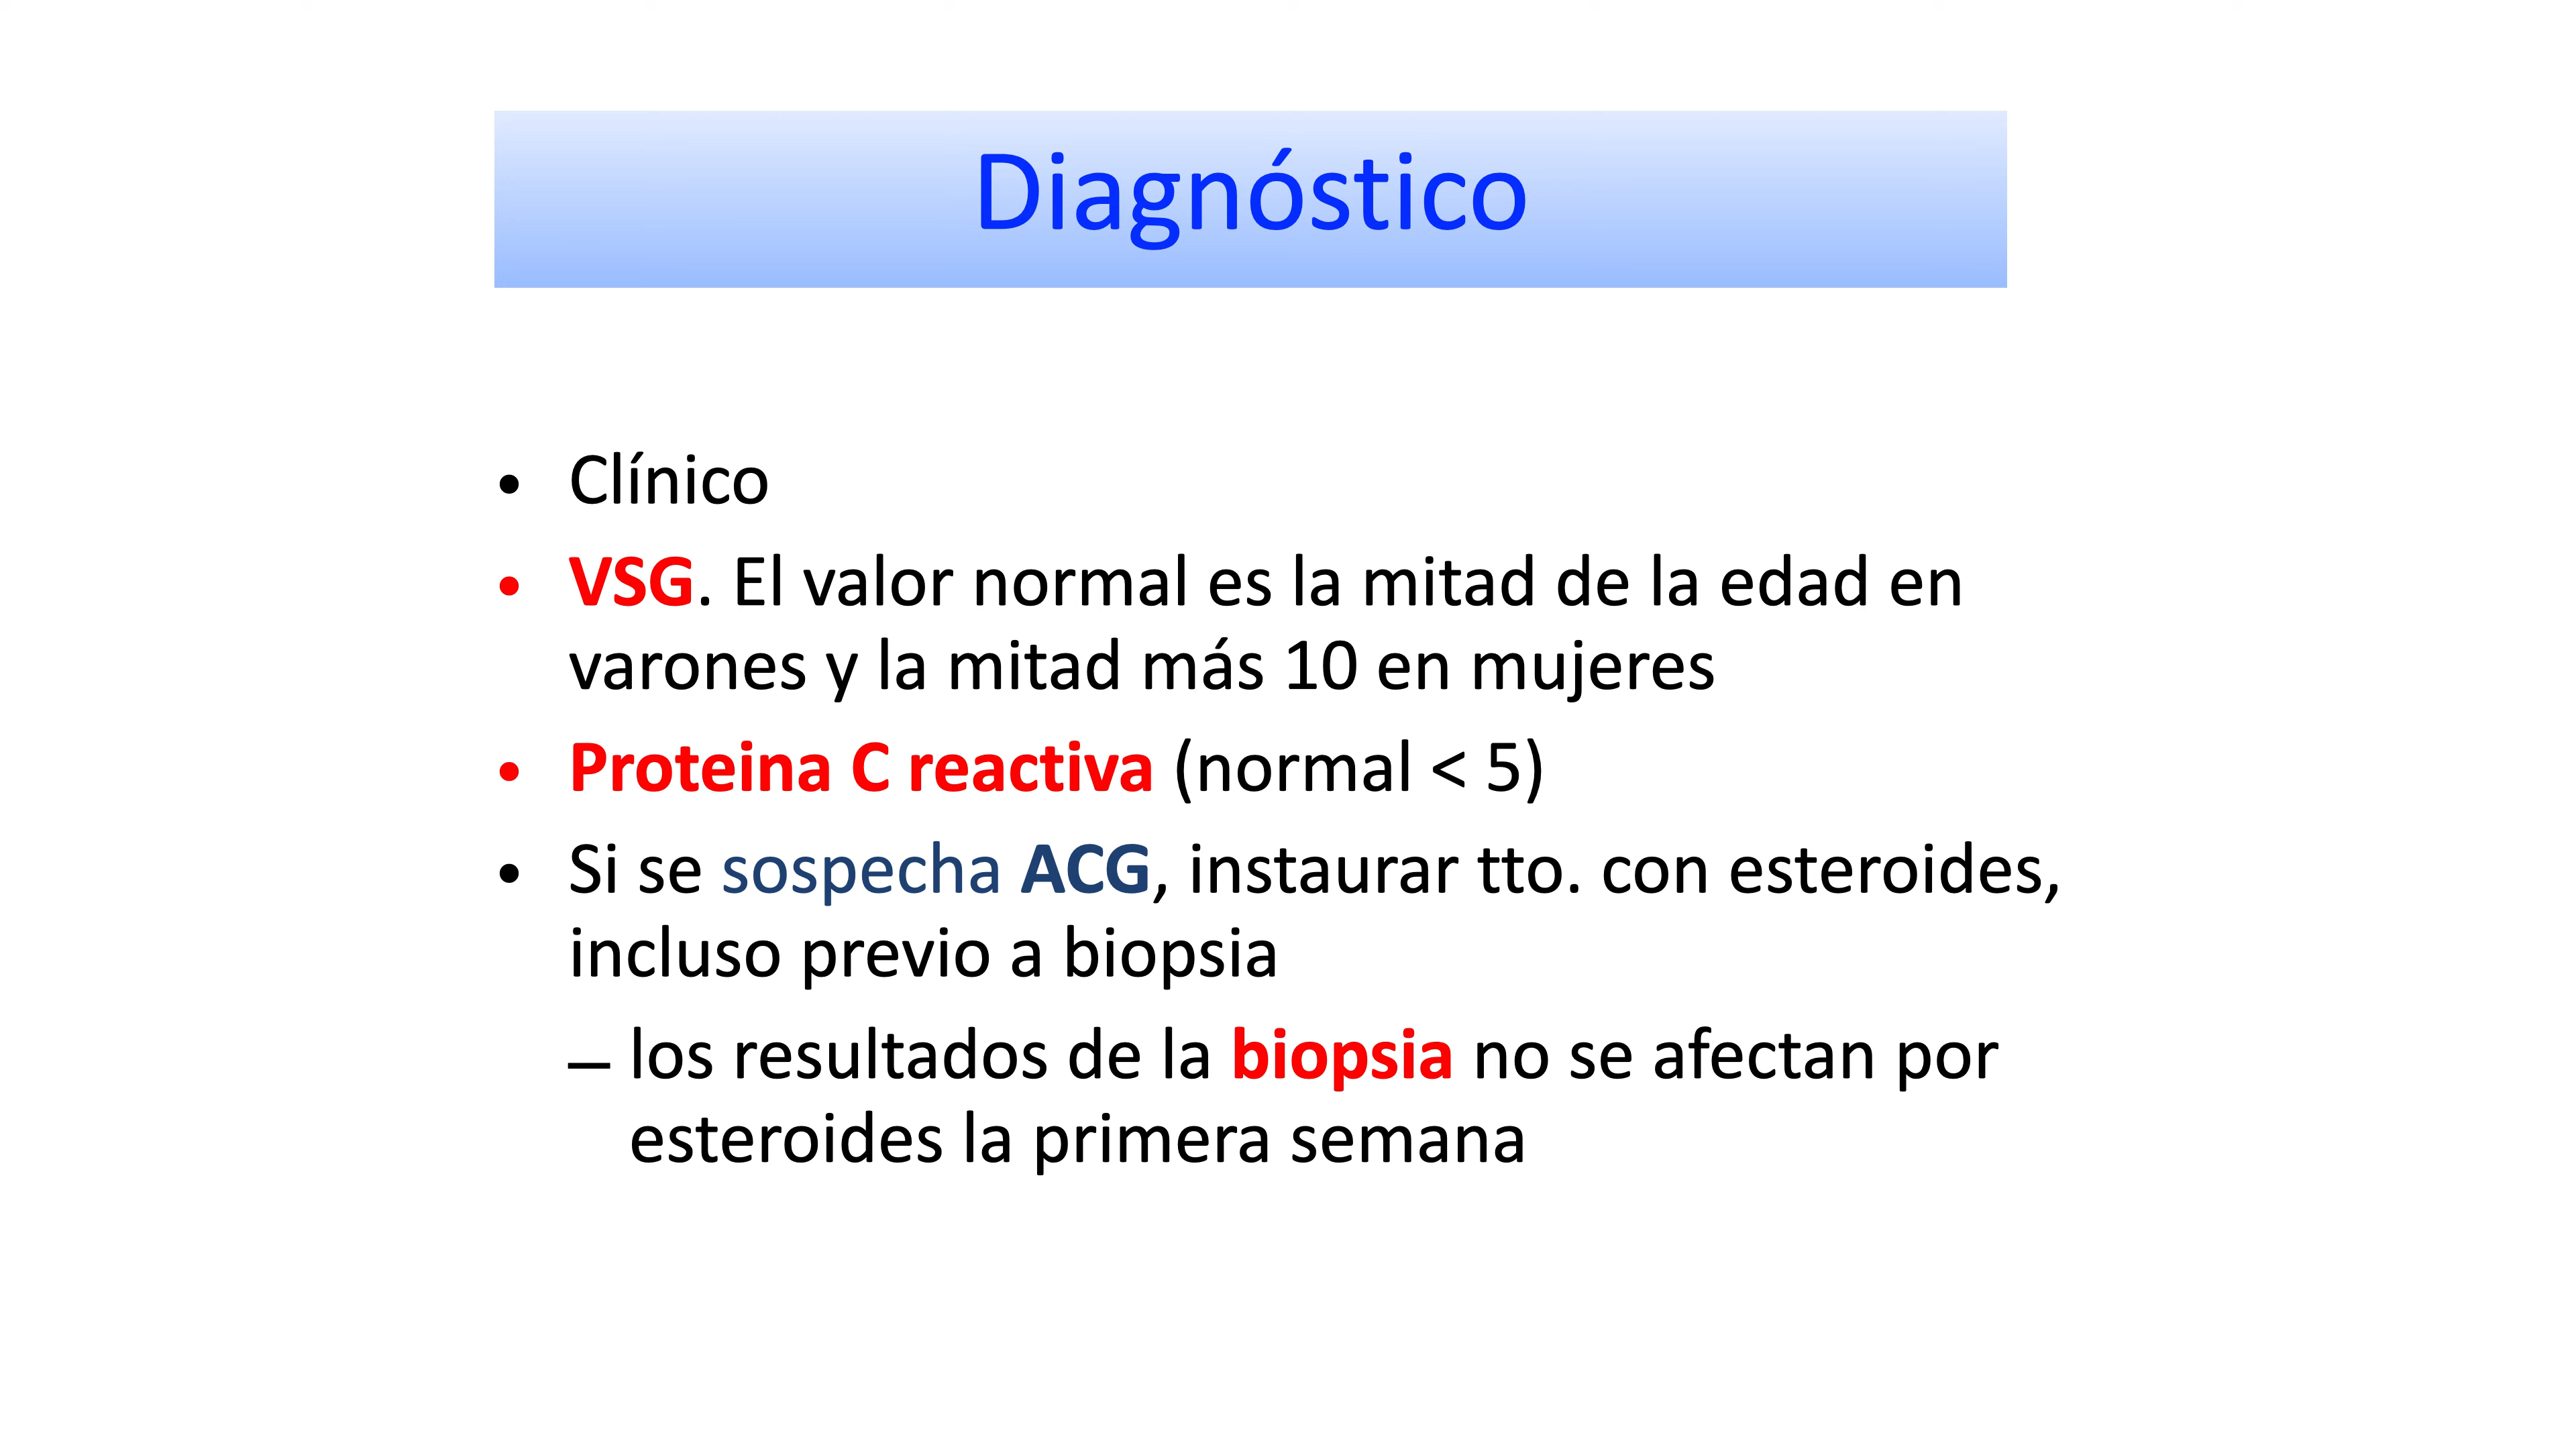 Diagnóstico
• Clínico
• VSG. El valor normal es la mitad de la edad en
varones y la mitad más 10 en mujeres
• Proteina C reactiva (normal < 5)
• Si se sospecha ACG, instaurar tto. con esteroides,
incluso previo a biopsia
– los resultados de la biopsia no se afectan por
esteroides la primera semana